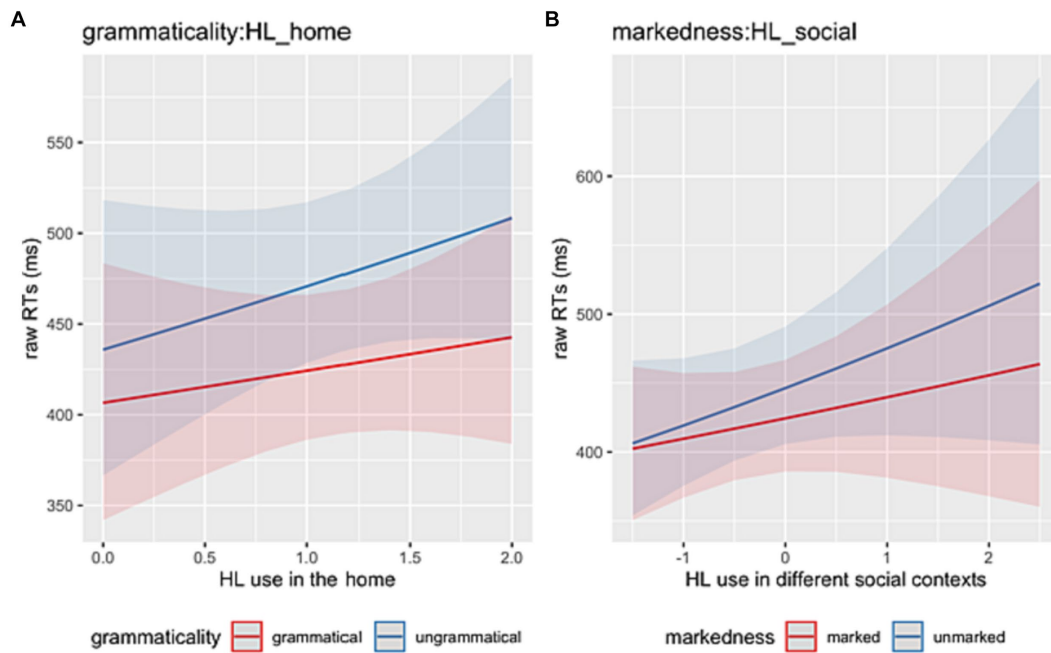 A
grammaticality:HL_home
raw RTs (ms)
550
500
450
400
350
0.0 0.5 1.0 1.5 2.0
HL use in the home
grammaticality grammatical ungrammatical
B
markedness:HL_social
raw RTs (ms)
600
500
400
-1 0 1 2
HL use in different social contexts
markedness marked unmarked